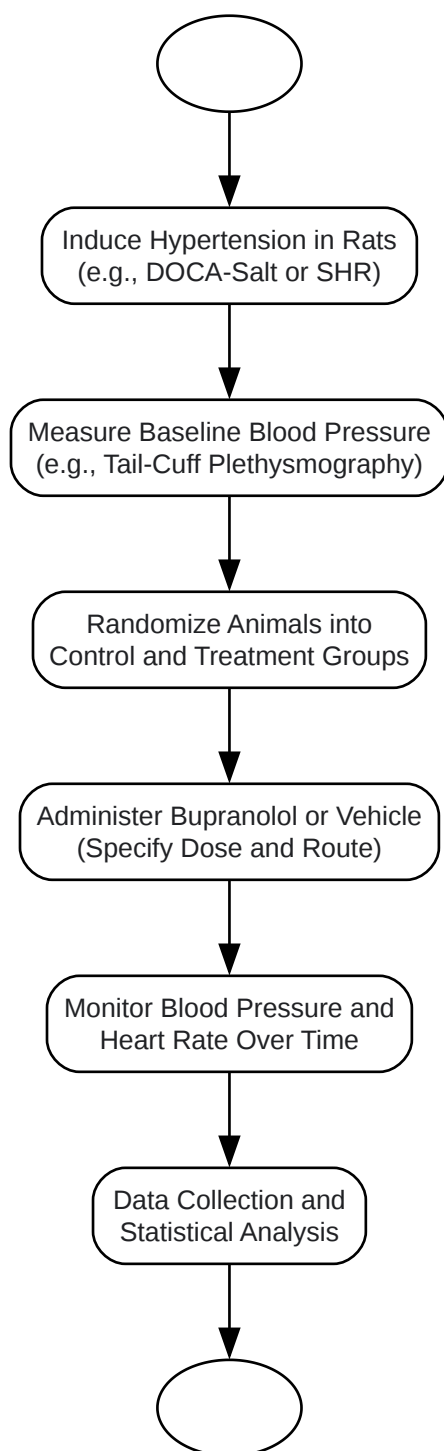 Induce Hypertension in Rats
(e.g., DOCA-Salt or SHR)
Measure Baseline Blood Pressure
(e.g., Tail-Cuff Plethysmography)
Randomize Animals into
Control and Treatment Groups
Administer Bupranolol or Vehicle
(Specify Dose and Route)
Monitor Blood Pressure and
Heart Rate Over Time
Data Collection and
Statistical Analysis